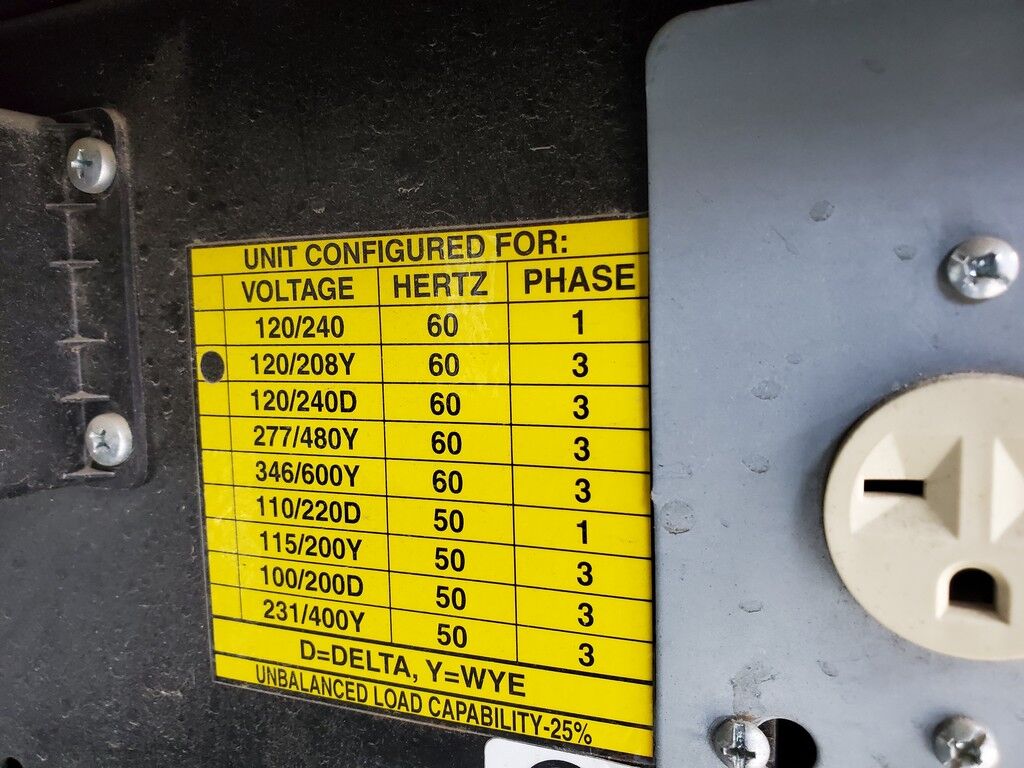 UNIT CONFIGURED FOR:
VOLTAGE HERTZ PHASE
120/240 60 1
120/208Y 60 3
120/240D 60 3
277/480Y 60 3
346/600Y 60 3
110/220D 50 1
115/200Y 50 3
100/200D 50 3
231/400Y 50 3
D=DELTA, Y=WYE
UNBALANCED LOAD CAPABILITY-25%